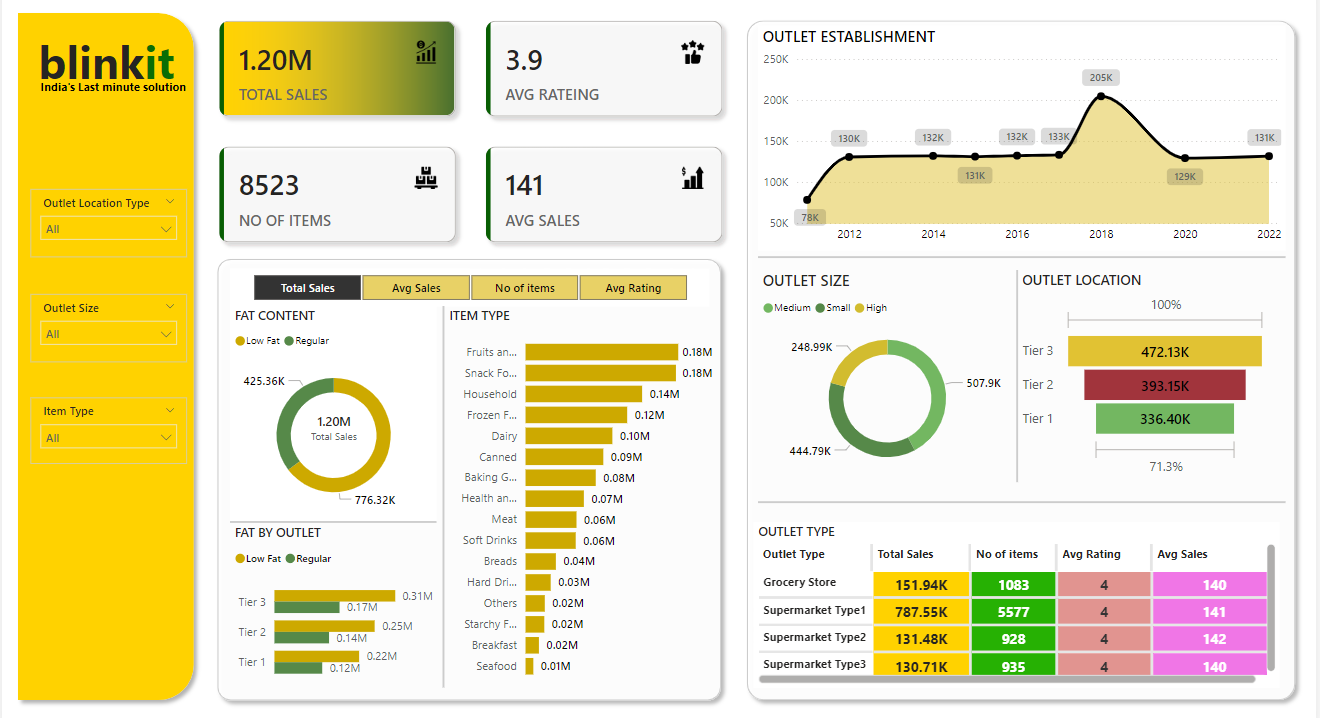 blinkit
India's Last minute solution
Outlet Location Type
All
Outlet Size
All
Item Type
All
1.20M
TOTAL SALES
3.9
AVG RATEING
8523
NO OF ITEMS
141
AVG SALES
Total Sales Avg Sales No of items Avg Rating
FAT CONTENT
Low Fat Regular
425.36K
1.20M
Total Sales
776.32K
FAT BY OUTLET
Low Fat Regular
Tier 3 0.31M
0.17M
Tier 2 0.25M
0.14M
Tier 1 0.22M
0.12M
ITEM TYPE
Fruits an... 0.18M
Snack Fo... 0.18M
Household 0.14M
Frozen F... 0.12M
Dairy 0.10M
Canned 0.09M
Baking G... 0.08M
Health an... 0.07M
Meat 0.06M
Soft Drinks 0.06M
Breads 0.04M
Hard Dri... 0.03M
Others 0.02M
Starchy F... 0.02M
Breakfast 0.02M
Seafood 0.01M
OUTLET ESTABLISHMENT
250K
200K
150K
100K
50K
78K
130K
132K
131K
132K
133K
205K
129K
131K
2012 2014 2016 2018 2020 2022
OUTLET SIZE
Medium Small High
248.99K
507.9K
444.79K
OUTLET LOCATION
100%
Tier 3 472.13K
Tier 2 393.15K
Tier 1 336.40K
71.3%
OUTLET TYPE
Outlet Type Total Sales No of items Avg Rating Avg Sales
Grocery Store 151.94K 1083 4 140
Supermarket Type1 787.55K 5577 4 141
Supermarket Type2 131.48K 928 4 142
Supermarket Type3 130.71K 935 4 140